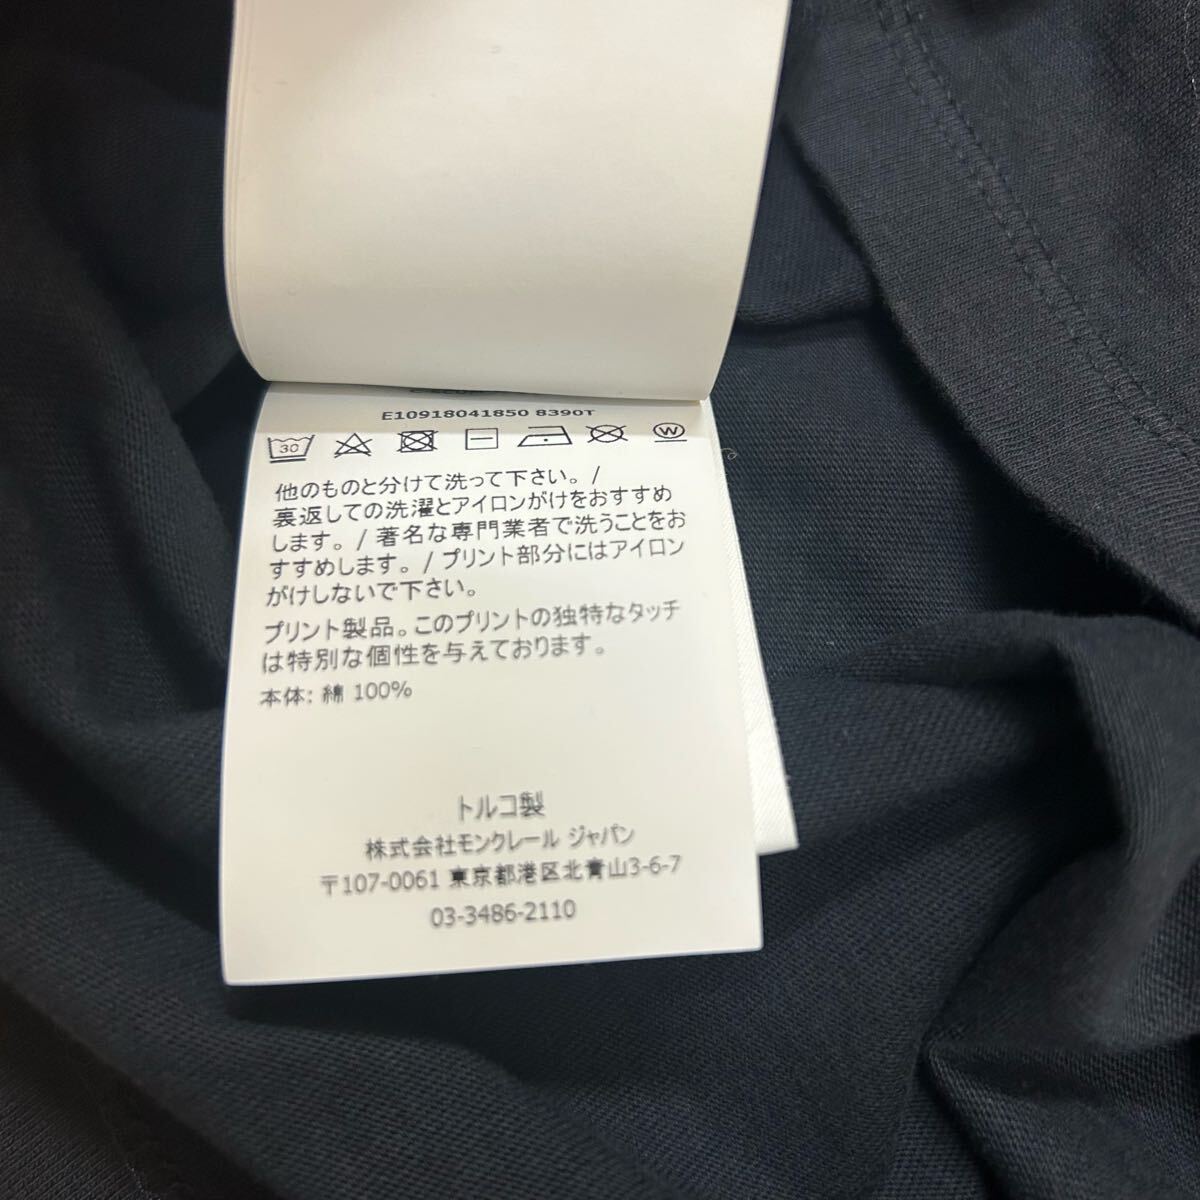 E10918041850 8390T
30 W
他のものと分けて洗って下さい。/
裏返しての洗濯とアイロンがけをおすすめ
します。/ 著名な専門業者で洗うことをお
すすめします。/ プリント部分にはアイロン
がけしないで下さい。
プリント製品。このプリントの独特なタッチ
は特別な個性を与えております。
本体: 綿 100%
トルコ製
株式会社モンクレール ジャパン
〒107-0061 東京都港区北青山3-6-7
03-3486-2110